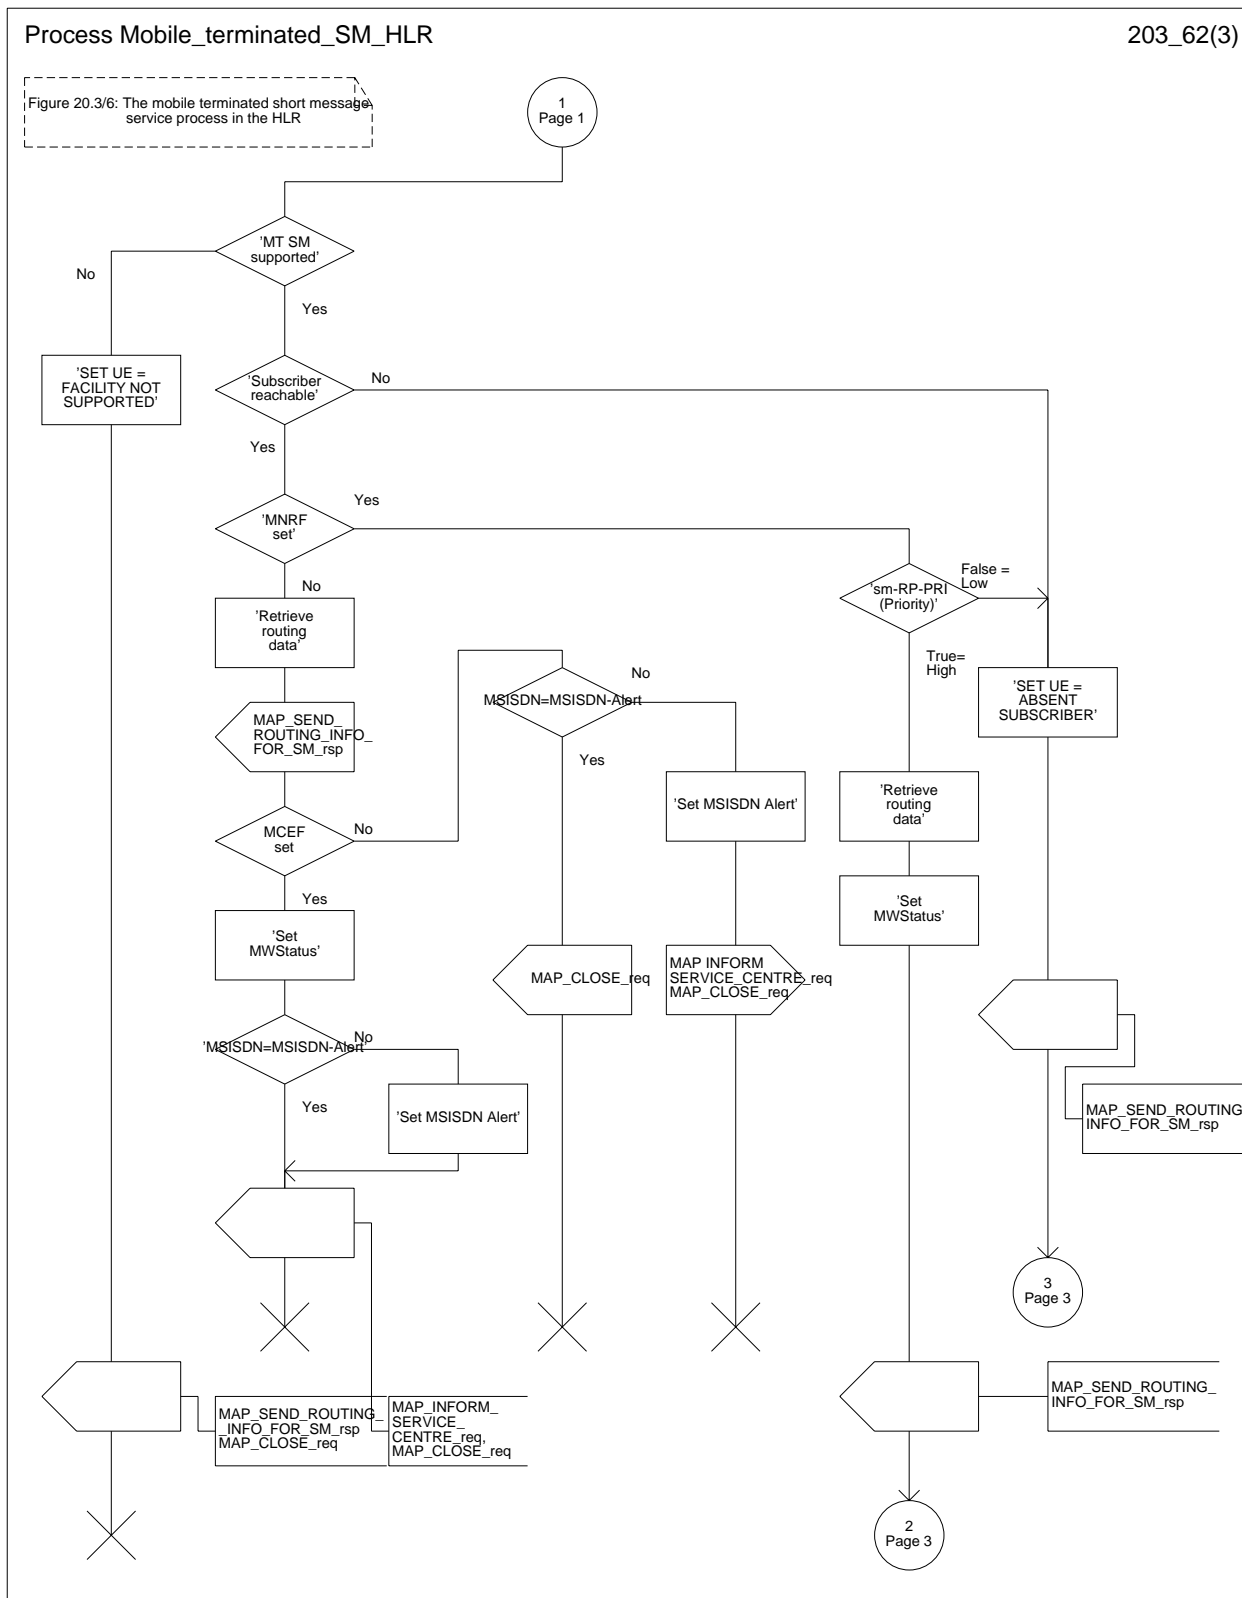 Process Mobile_terminated_SM_HLR
203_62(3)
Figure 20.3/6: The mobile terminated short message
service process in the HLR
1
Page 1
'MT SM
supported'
No
Yes
'SET UE =
FACILITY NOT
SUPPORTED'
'Subscriber
reachable'
No
Yes
'MNRF
set'
Yes
No
'sm-RP-PRI
(Priority)'
False =
Low
True=
High
'Retrieve
routing
data'
MSISDN=MSISDN-Alert
No
Yes
'SET UE =
ABSENT
SUBSCRIBER'
MAP_SEND_
ROUTING_INFO_
FOR_SM_rsp
'Set MSISDN Alert'
'Retrieve
routing
data'
MCEF
set
No
Yes
'Set
MWStatus'
'Set
MWStatus'
MAP_CLOSE_req
MAP INFORM
SERVICE_CENTRE_req
MAP_CLOSE_req
'MSISDN=MSISDN-Alert'
No
Yes
'Set MSISDN Alert'
MAP_SEND_ROUTING
INFO_FOR_SM_rsp
3
Page 3
MAP_SEND_ROUTING_
_INFO_FOR_SM_rsp
MAP_CLOSE_req
MAP_INFORM_
SERVICE_
CENTRE_req,
MAP_CLOSE_req
MAP_SEND_ROUTING_
INFO_FOR_SM_rsp
2
Page 3